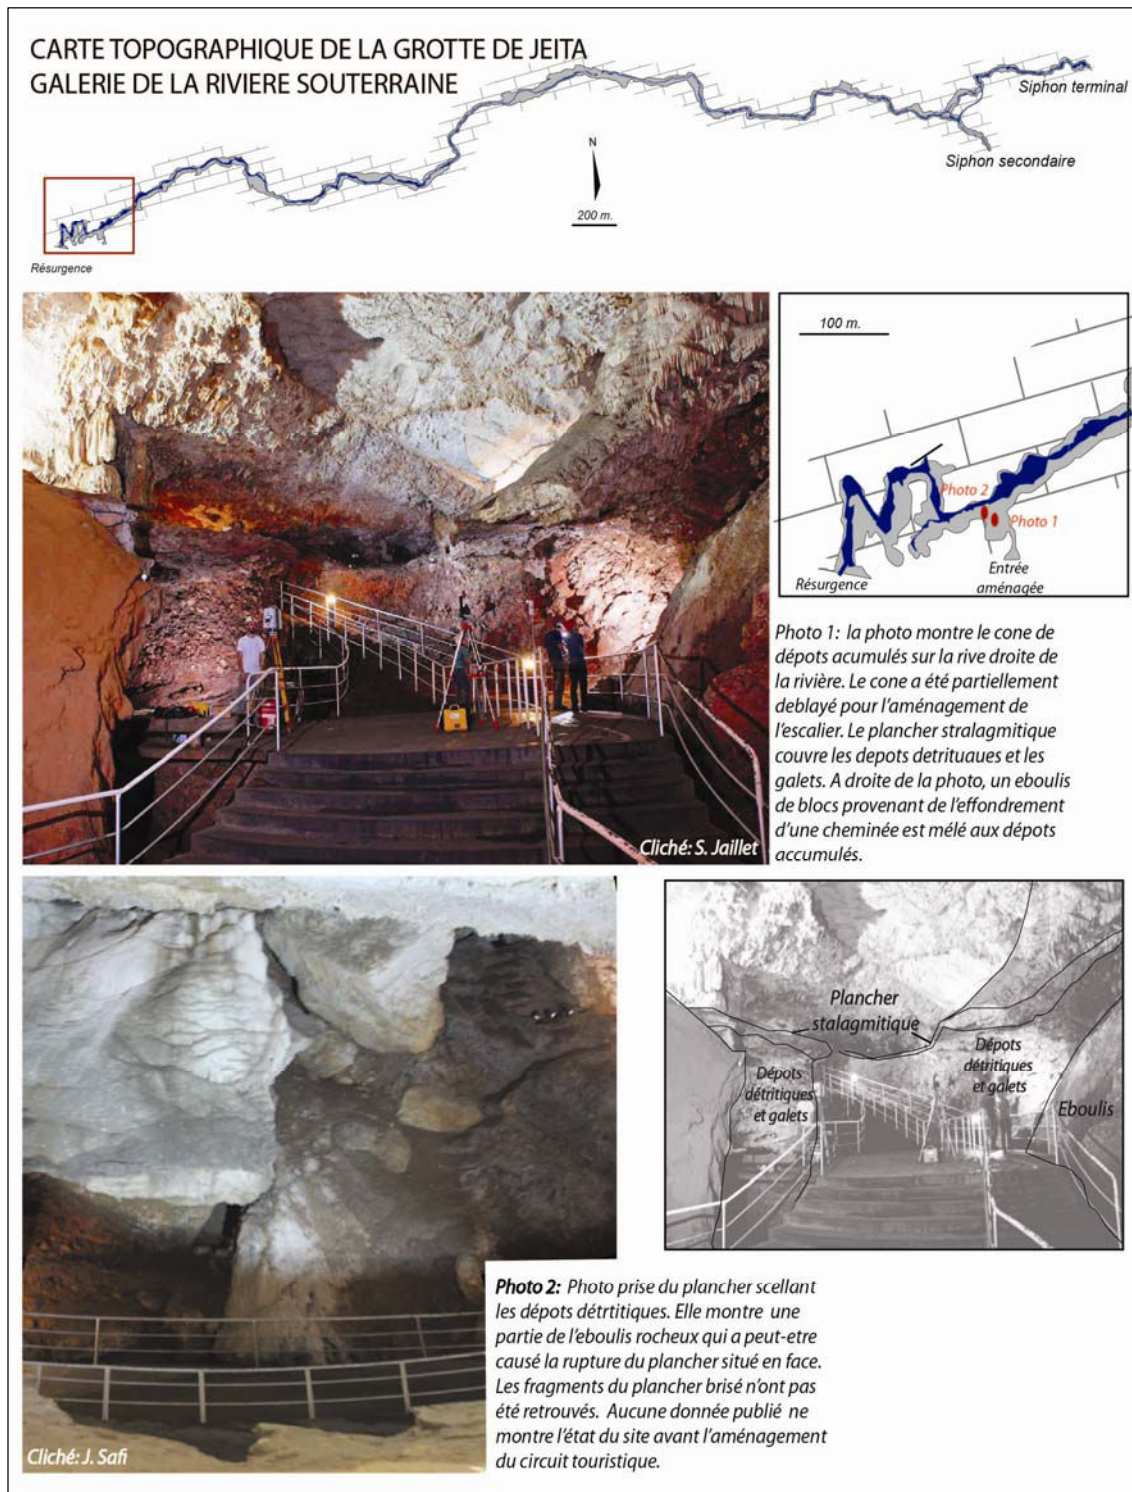 CARTE TOPOGRAPHIQUE DE LA GROTTE DE JEITA
GALERIE DE LA RIVIERE SOUTERRAINE
Siphon terminal
Siphon secondaire
N
200 m.
Résurgence
Cliché: S. Jaillet
100 m.
Photo 2
Photo 1
Résurgence
Entrée
aménagée
Photo 1: la photo montre le cone de
dépots acumulés sur la rive droite de
la rivière. Le cone a été partiellement
deblayé pour l'aménagement de
l'escalier. Le plancher stralagmitique
couvre les depots detrituaues et les
galets. A droite de la photo, un eboulis
de blocs provenant de l'effondrement
d'une cheminée est mélé aux dépots
accumulés.
Cliché: J. Safi
Plancher
stalagmitique
Dépots
détritiques
et galets
Dépots
détritiques
et galets
Eboulis
Photo 2: Photo prise du plancher scellant
les dépots détrtitiques. Elle montre une
partie de l'eboulis rocheux qui a peut-etre
causé la rupture du plancher situé en face.
Les fragments du plancher brisé n'ont pas
été retrouvés. Aucune donnée publié ne
montre l'état du site avant l'aménagement
du circuit touristique.